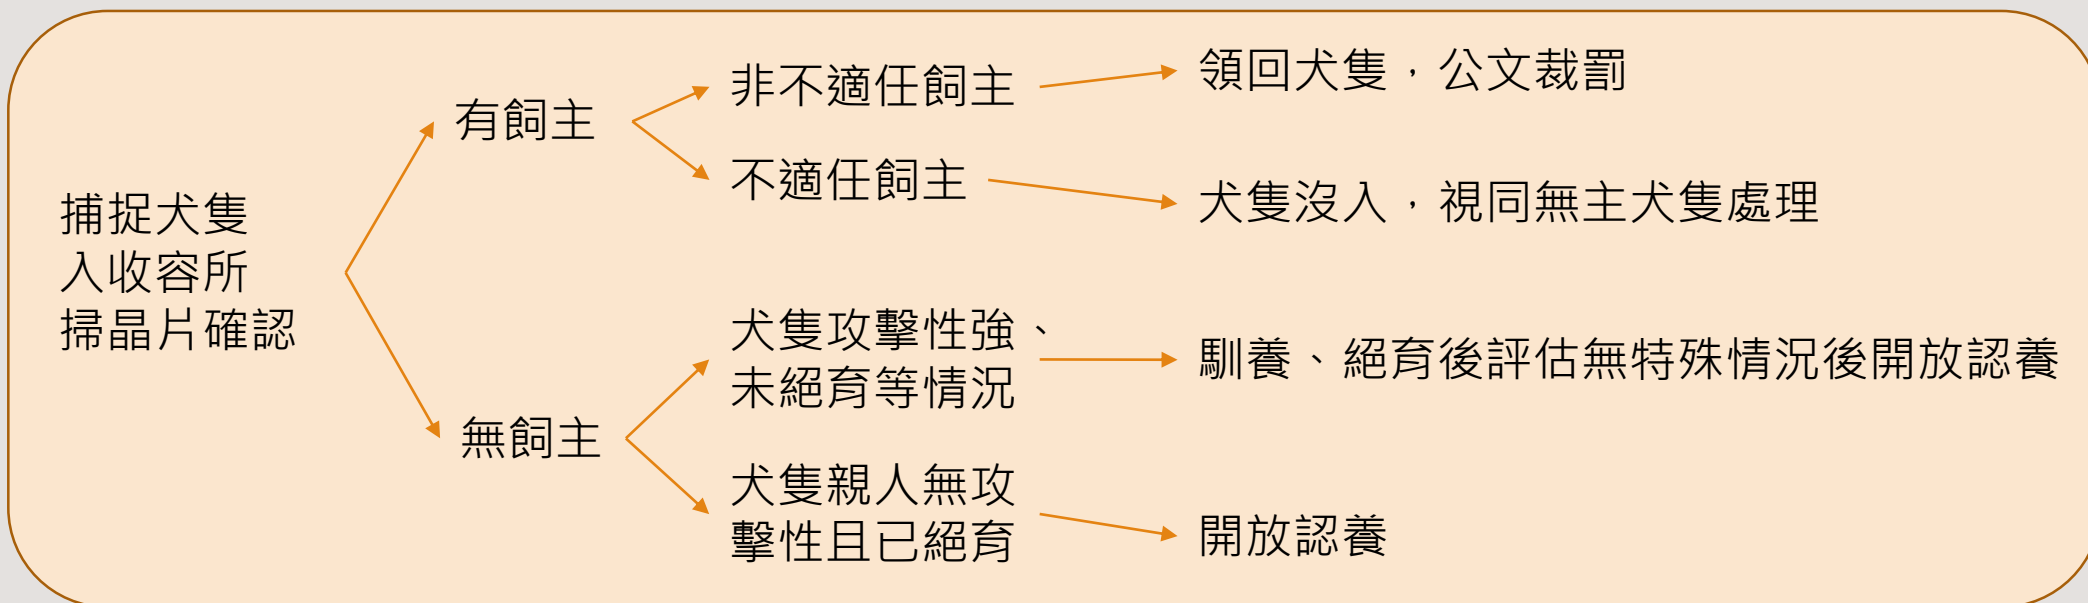 捕捉犬隻
入收容所
掃晶片確認
有飼主
非不適任飼主
領回犬隻，公文裁罰
不適任飼主
犬隻沒入，視同無主犬隻處理
無飼主
犬隻攻擊性強、
未絕育等情況
馴養、絕育後評估無特殊情況後開放認養
犬隻親人無攻
擊性且已絕育
開放認養